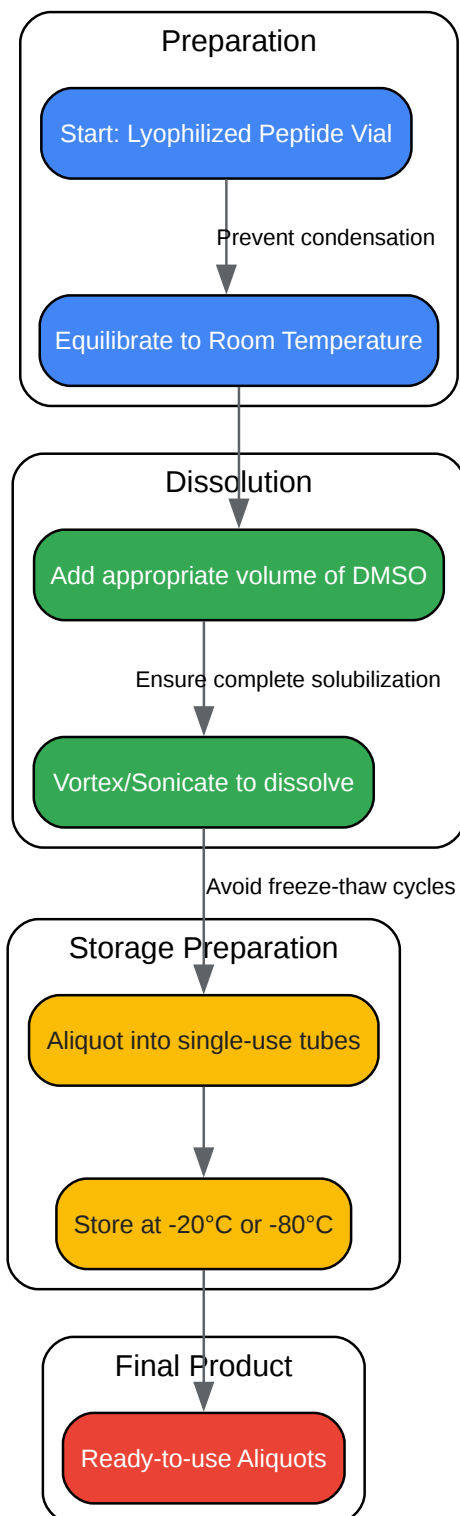 Preparation
Start: Lyophilized Peptide Vial
Prevent condensation
Equilibrate to Room Temperature
Dissolution
Add appropriate volume of DMSO
Ensure complete solubilization
Vortex/Sonicate to dissolve
Avoid freeze-thaw cycles
Storage Preparation
Aliquot into single-use tubes
Store at -20°C or -80°C
Final Product
Ready-to-use Aliquots